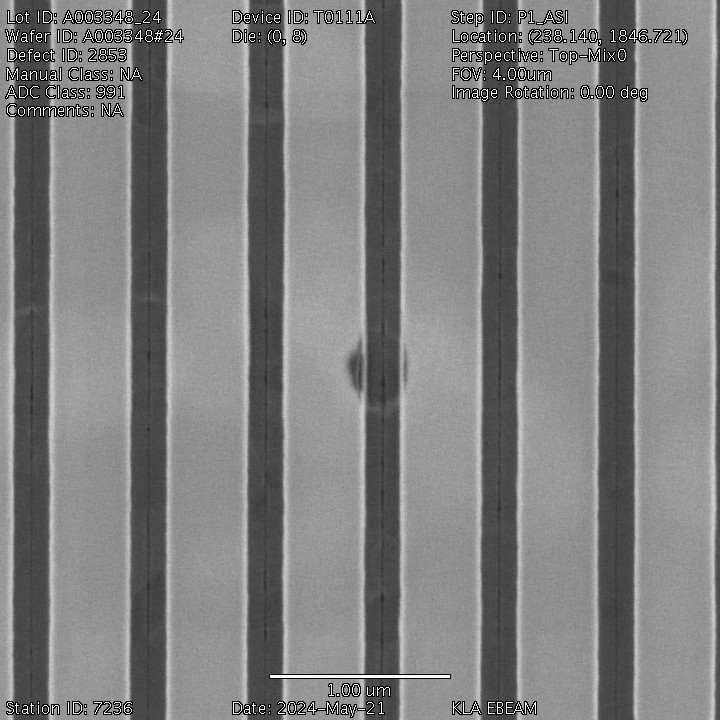 Lot ID: A003348_24
Wafer ID: A003348#24
Defect ID: 2853
Manual Class: NA
ADC Class: 991
Comments: NA
Device ID: T0111A
Die: (0, 8)
Step ID: P1_ASI
Location: (238.140, 1846.721)
Perspective: Top-Mix0
FOV: 4.00um
Image Rotation: 0.00 deg
1.00 um
Station ID: 7236
Date: 2024-May-21
KLA EBEAM